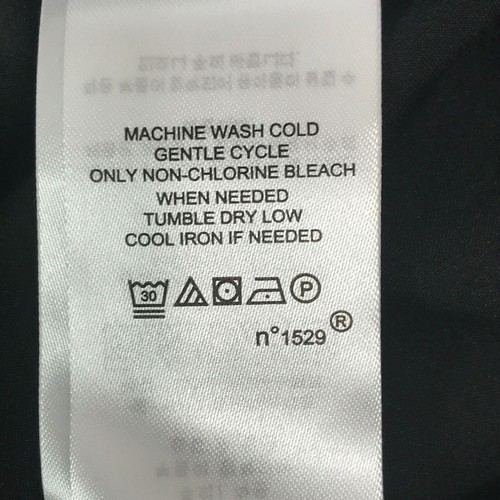 MACHINE WASH COLD
GENTLE CYCLE
ONLY NON-CHLORINE BLEACH
WHEN NEEDED
TUMBLE DRY LOW
COOL IRON IF NEEDED
30 P
n°1529®